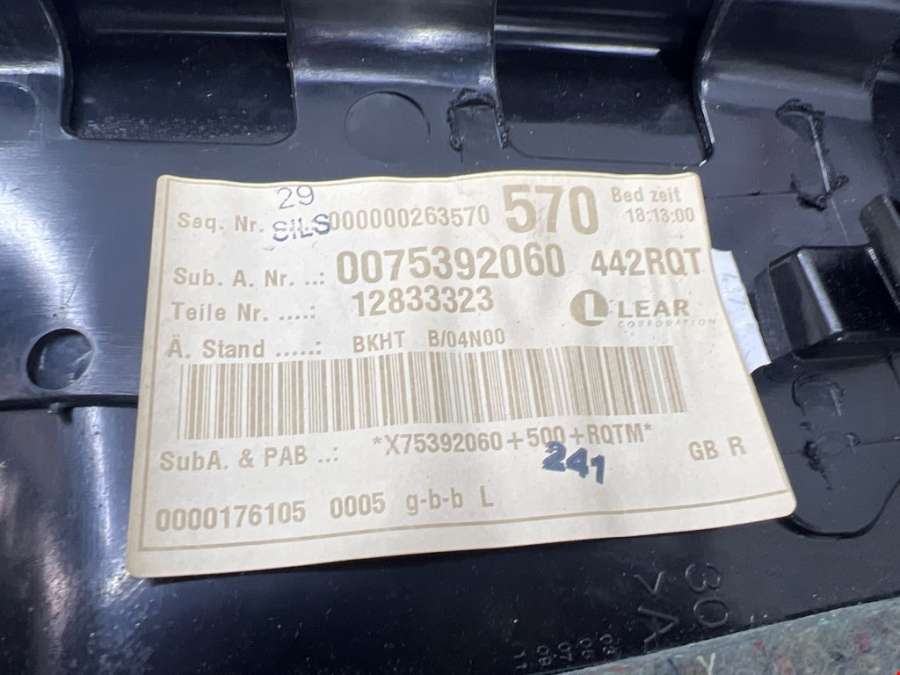 29
Seq. Nr. SILS 000000263570 570 Bed zeit
18:13:00
Sub. A. Nr. ..: 0075392060 442RQT
Teile Nr. ....: 12833323 L LEAR
CORPORATION
Ä. Stand .....: BKHT B/04N00
SubA. & PAB ..: *X75392060+500+RQTM* GB R
241
0000176105 0005 g-b-b L
30
>A